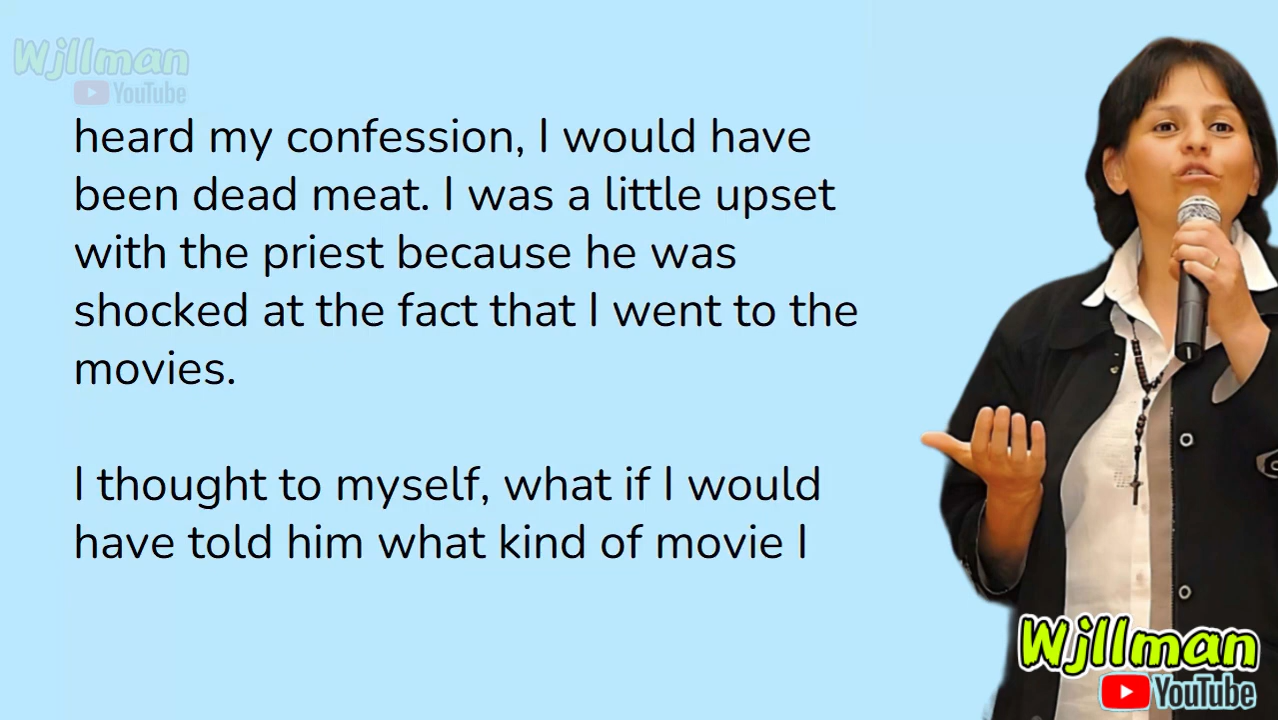 Wjllman
YouTube
heard my confession, I would have
been dead meat. I was a little upset
with the priest because he was
shocked at the fact that I went to the
movies.
I thought to myself, what if I would
have told him what kind of movie I
Wjllman
YouTube